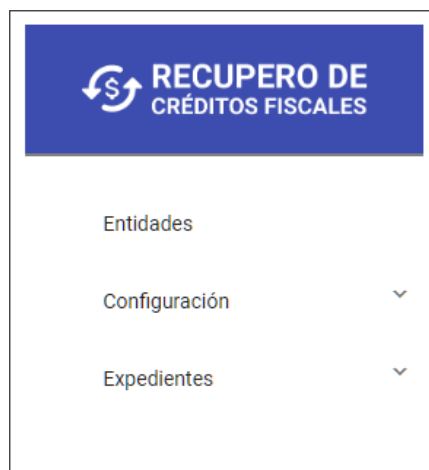 RECUPERO DE
CRÉDITOS FISCALES
Entidades
Configuración
Expedientes